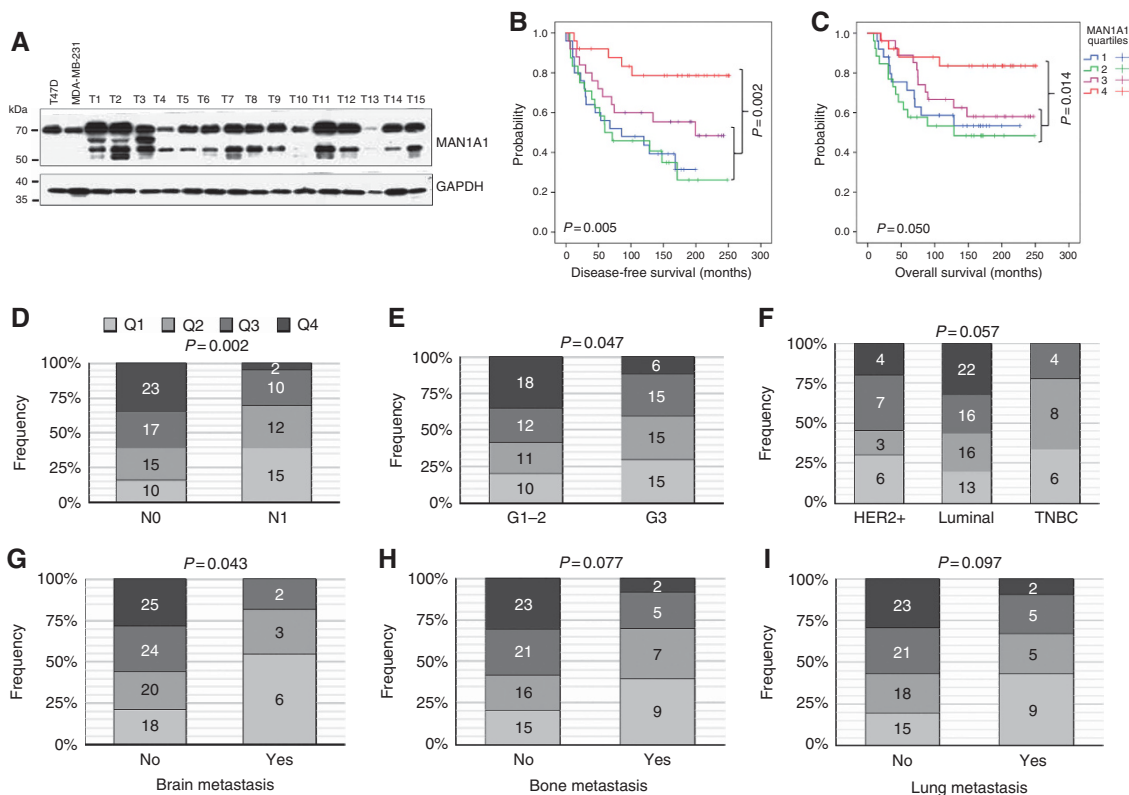 A
T47D
MDA-MB-231
T1
T2
T3
T4
T5
T6
T7
T8
T9
T10
T11
T12
T13
T14
T15
kDa
70
50
40
35
MAN1A1
GAPDH
B
Probability
1.0
0.8
0.6
0.4
0.2
0.0
P = 0.002
P = 0.005
0 50 100 150 200 250 300
Disease-free survival (months)
C
Probability
1.0
0.8
0.6
0.4
0.2
0.0
P = 0.014
P = 0.050
0 50 100 150 200 250 300
Overall survival (months)
MAN1A1
quartiles
1
2
3
4
D
Q1 Q2 Q3 Q4
P = 0.002
Frequency
100%
75%
50%
25%
0%
23
17
15
10
2
10
12
15
N0 N1
E
P = 0.047
Frequency
100%
75%
50%
25%
0%
18
12
11
10
6
15
15
15
G1–2 G3
F
P = 0.057
Frequency
100%
75%
50%
25%
0%
4
7
3
6
22
16
16
13
4
8
6
HER2+ Luminal TNBC
G
P = 0.043
Frequency
100%
75%
50%
25%
0%
25
24
20
18
2
3
6
No Yes
Brain metastasis
H
P = 0.077
Frequency
100%
75%
50%
25%
0%
23
21
16
15
2
5
7
9
No Yes
Bone metastasis
I
P = 0.097
Frequency
100%
75%
50%
25%
0%
23
21
18
15
2
5
5
9
No Yes
Lung metastasis